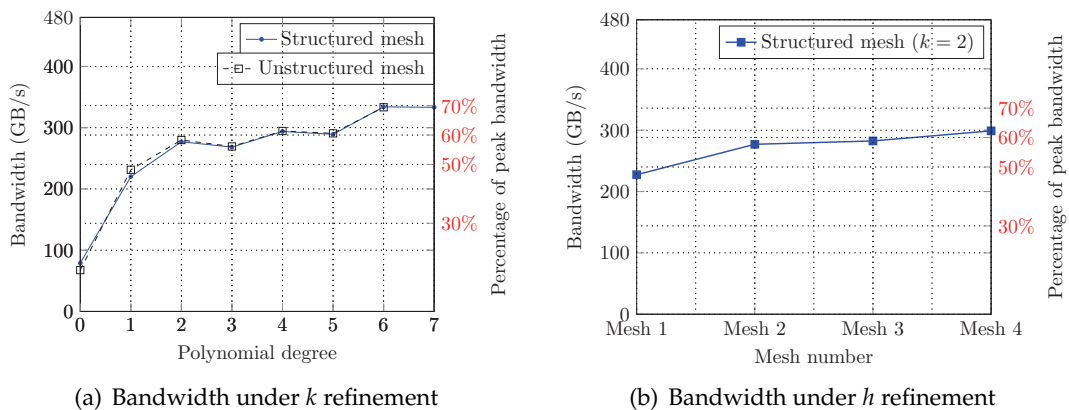 480
400
300
200
100
0
Bandwidth (GB/s)
Structured mesh
Unstructured mesh
70%
60%
50%
30%
Percentage of peak bandwidth
0 1 2 3 4 5 6 7
Polynomial degree
(a) Bandwidth under k refinement
480
400
300
200
100
0
Bandwidth (GB/s)
Structured mesh (k = 2)
70%
60%
50%
30%
Percentage of peak bandwidth
Mesh 1 Mesh 2 Mesh 3 Mesh 4
Mesh number
(b) Bandwidth under h refinement